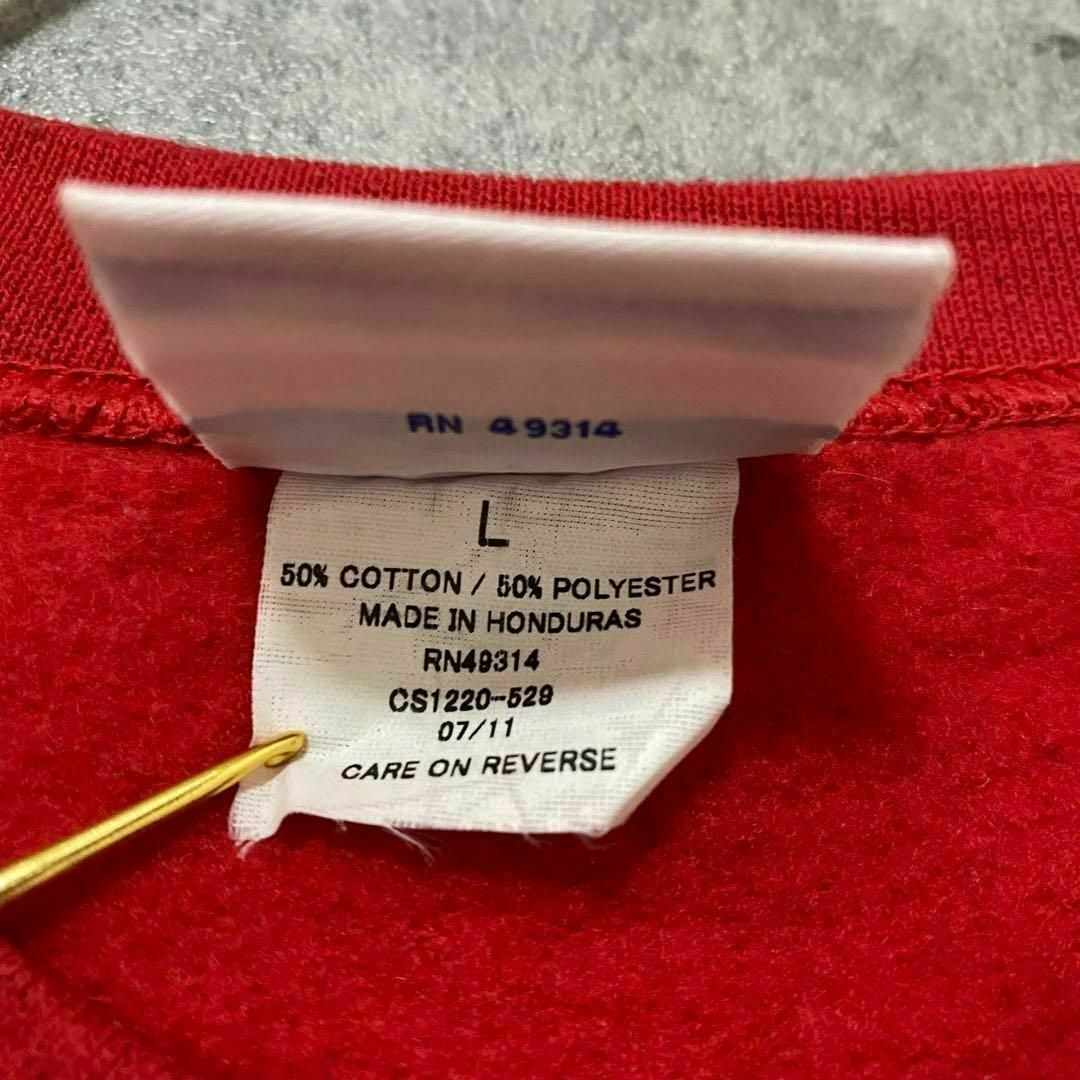 RN 49314
L
50% COTTON / 50% POLYESTER
MADE IN HONDURAS
RN49314
CS1220-529
07/11
CARE ON REVERSE